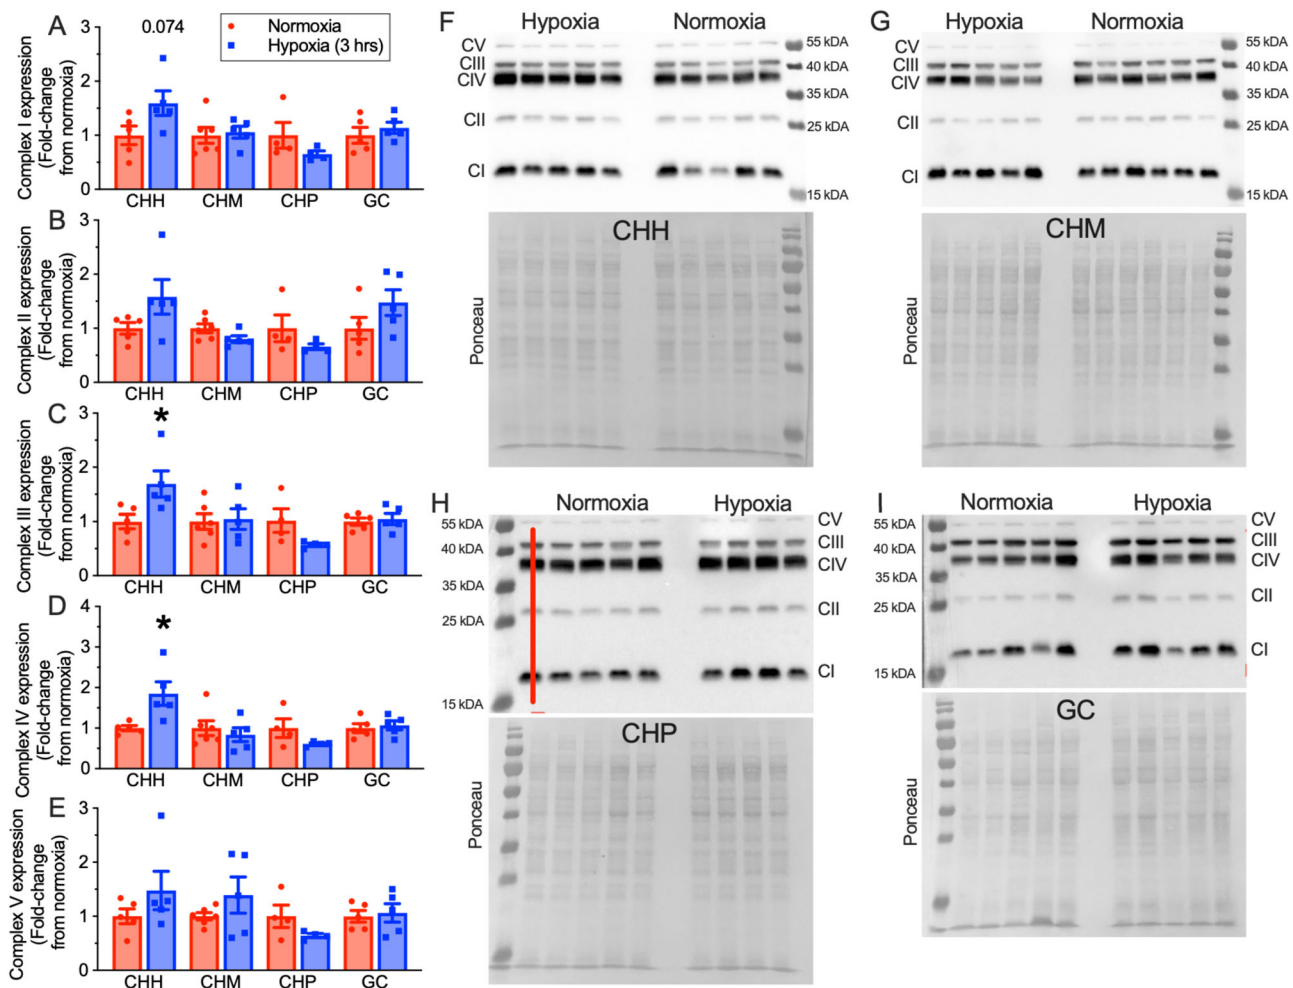 A
Complex I expression
(Fold-change
from normoxia)
3
2
1
0
0.074
Normoxia
Hypoxia (3 hrs)
CHH CHM CHP GC
B
Complex II expression
(Fold-change
from normoxia)
3
2
1
0
CHH CHM CHP GC
C
Complex III expression
(Fold-change
from normoxia)
3
2
1
0
*
CHH CHM CHP GC
D
Complex IV expression
(Fold-change
from normoxia)
4
3
2
1
0
*
CHH CHM CHP GC
E
Complex V expression
(Fold-change
from normoxia)
3
2
1
0
CHH CHM CHP GC
F
Hypoxia Normoxia
CV
CIII
CIV
CII
CI
55 kDA
40 kDA
35 kDA
25 kDA
15 kDA
CHH
Ponceau
G
Hypoxia Normoxia
CV
CIII
CIV
CII
CI
55 kDA
40 kDA
35 kDA
25 kDA
15 kDA
CHM
Ponceau
H
Normoxia Hypoxia
55 kDA
40 kDA
35 kDA
25 kDA
15 kDA
CV
CIII
CIV
CII
CI
CHP
Ponceau
I
Normoxia Hypoxia
55 kDA
40 kDA
35 kDA
25 kDA
15 kDA
CV
CIII
CIV
CII
CI
GC
Ponceau